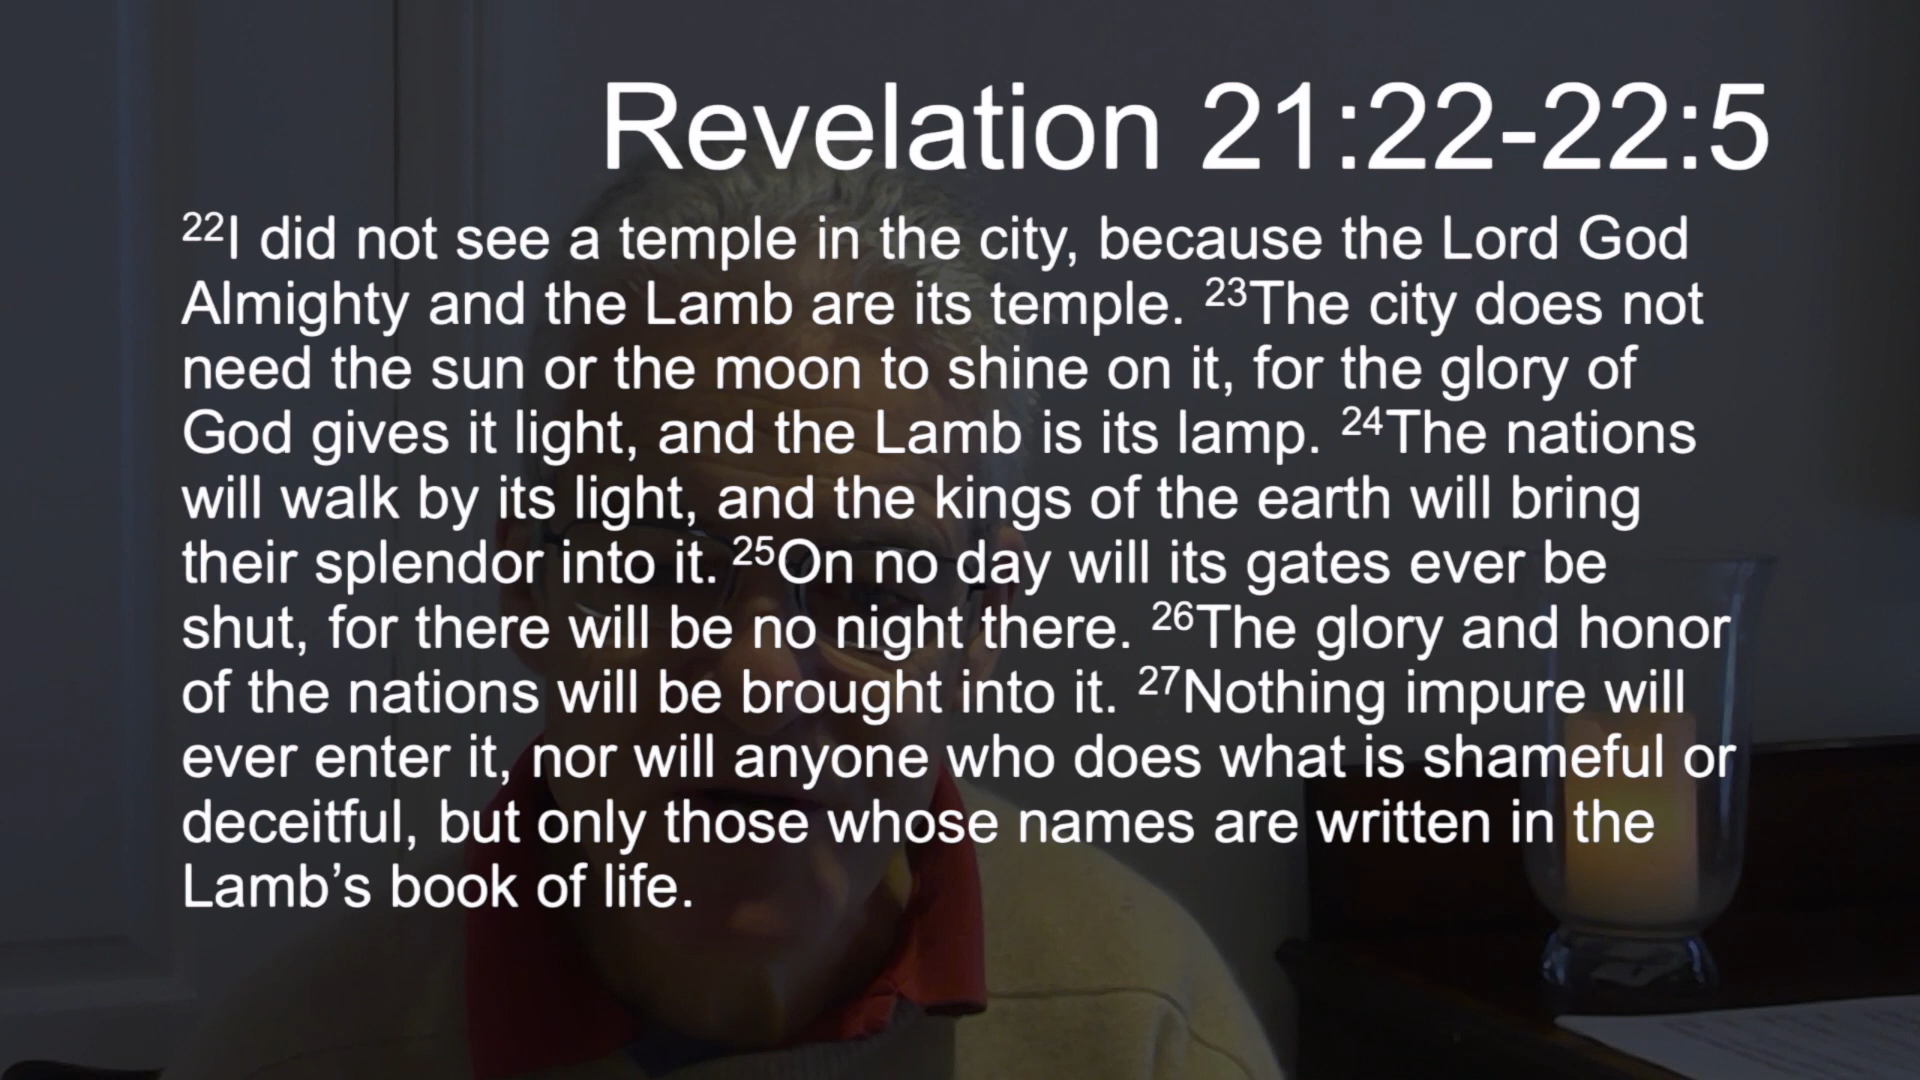 Revelation 21:22-22:5
22I did not see a temple in the city, because the Lord God
Almighty and the Lamb are its temple. 23The city does not
need the sun or the moon to shine on it, for the glory of
God gives it light, and the Lamb is its lamp. 24The nations
will walk by its light, and the kings of the earth will bring
their splendor into it. 25On no day will its gates ever be
shut, for there will be no night there. 26The glory and honor
of the nations will be brought into it. 27Nothing impure will
ever enter it, nor will anyone who does what is shameful or
deceitful, but only those whose names are written in the
Lamb’s book of life.